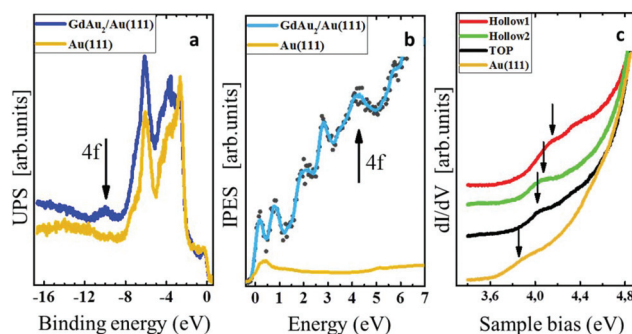 GdAu₂/Au(111)
Au(111)
a
4f
UPS [arb.units]
-16 -12 -8 -4 0
Binding energy (eV)
GdAu₂/Au(111)
Au(111)
b
4f
IPES [arb.units]
0 1 2 3 4 5 6 7
Energy (eV)
Hollow1
Hollow2
TOP
Au(111)
c
dI/dV [arb.units]
3,6 4,0 4,4 4,8
Sample bias (eV)